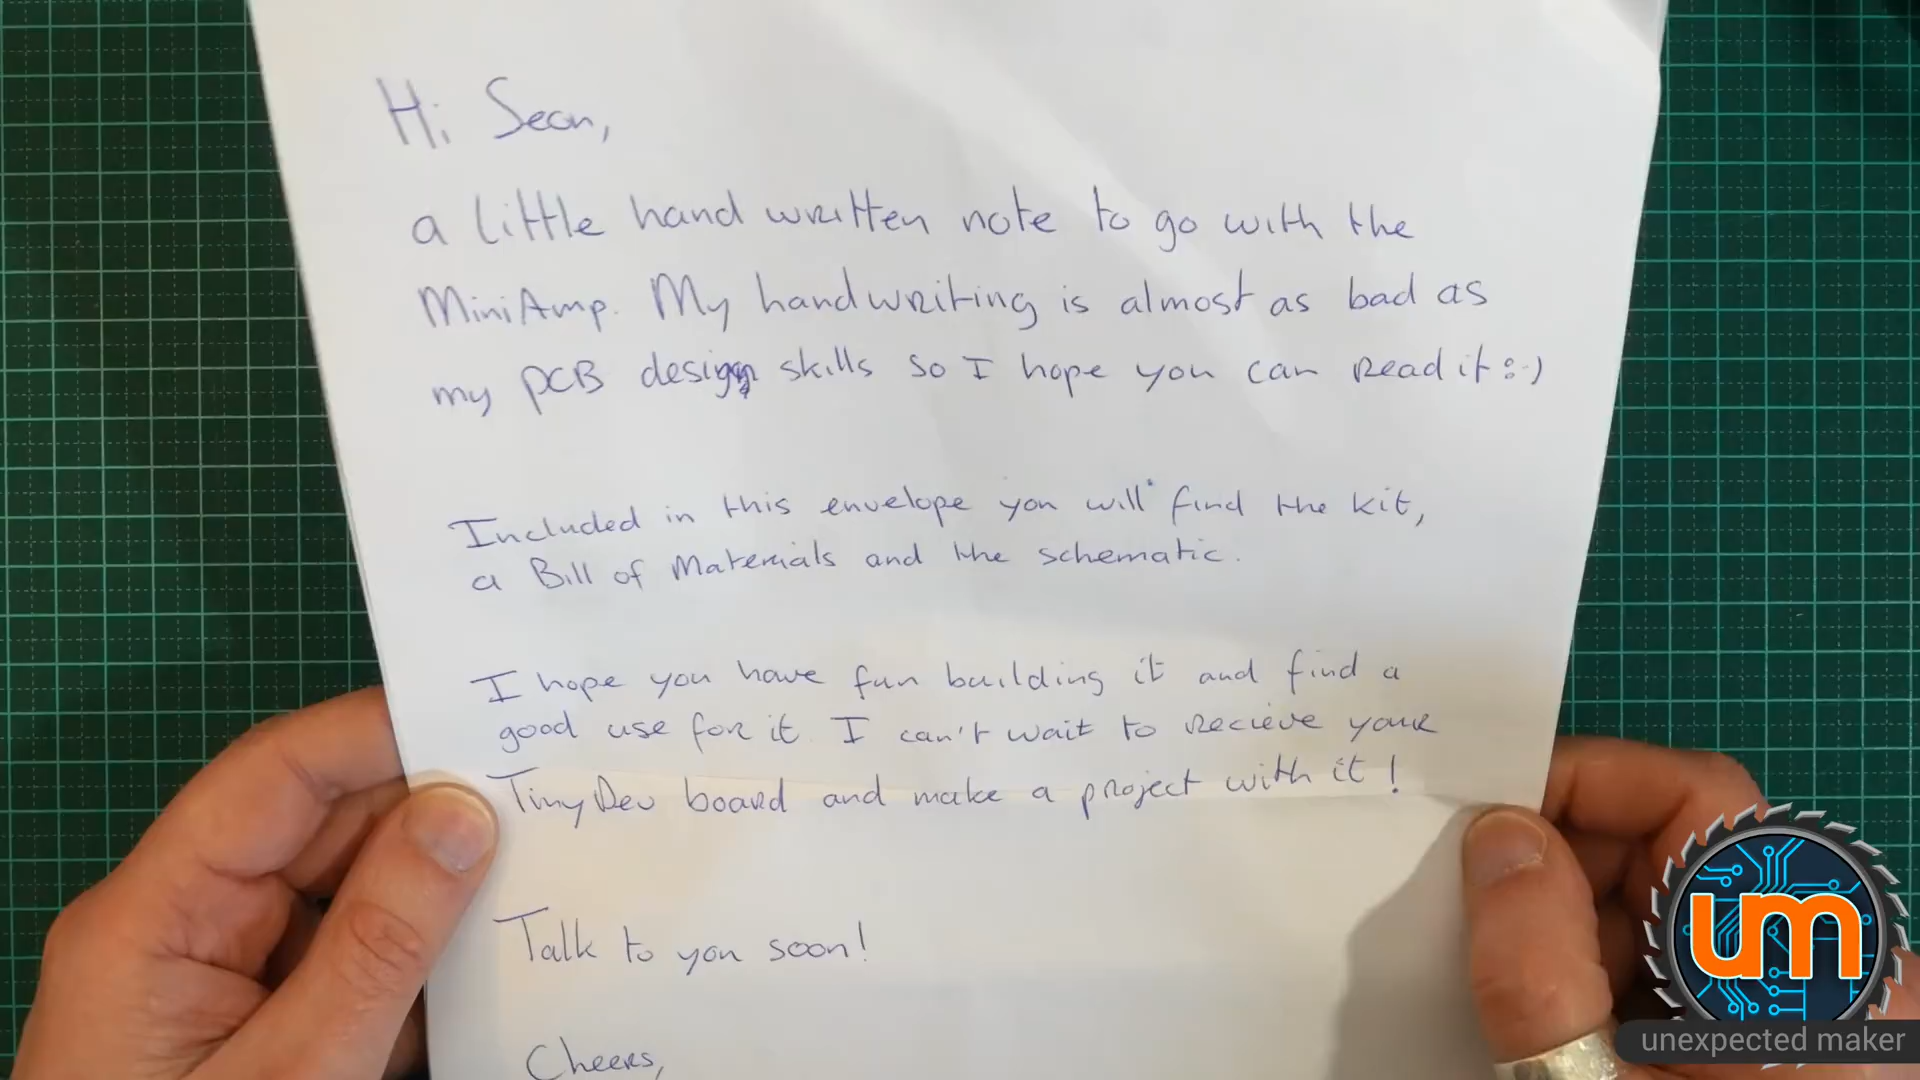 Hi Sean,
a little hand written note to go with the
MiniAmp. My handwriting is almost as bad as
my PCB design skills so I hope you can read it :-)
Included in this envelope you will find the kit,
a Bill of Materials and the schematic.
I hope you have fun building it and find a
good use for it. I can't wait to recieve your
TinyDev board and make a project with it!
Talk to you soon!
Cheers,
um
unexpected maker